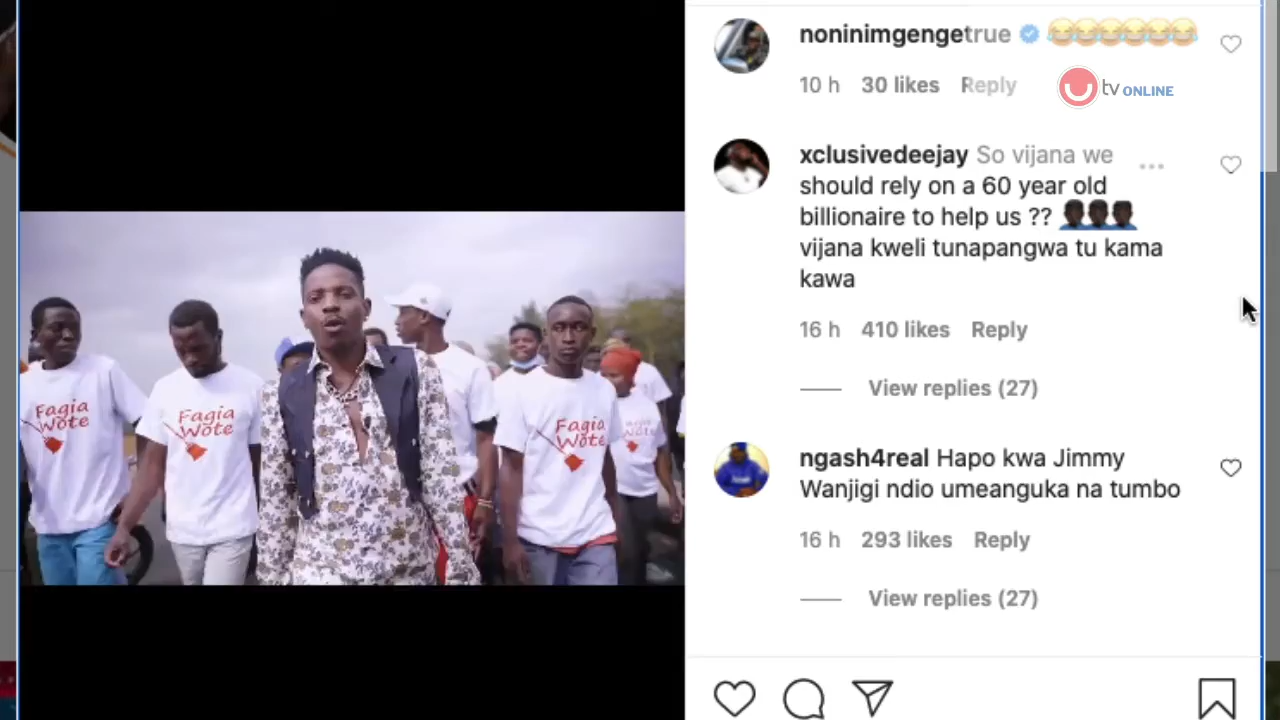 noninimgengetrue 😂😂😂😂😂😂
10 h 30 likes Reply
tv ONLINE
xclusivedeejay So vijana we
should rely on a 60 year old
billionaire to help us ??
vijana kweli tunapangwa tu kama
kawa
16 h 410 likes Reply
View replies (27)
ngash4real Hapo kwa Jimmy
Wanjigi ndio umeanguka na tumbo
16 h 293 likes Reply
View replies (27)
Fagia
Wote
Fagia
Wote
Fagia
Wote